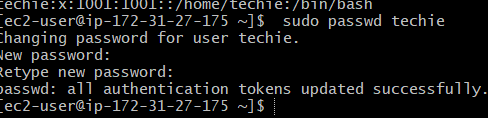 techie:x:1001:1001::/home/techie:/bin/bash
[ec2-user@ip-172-31-27-175 ~]$  sudo passwd techie
Changing password for user techie.
New password:
Retype new password:
passwd: all authentication tokens updated successfully.
[ec2-user@ip-172-31-27-175 ~]$